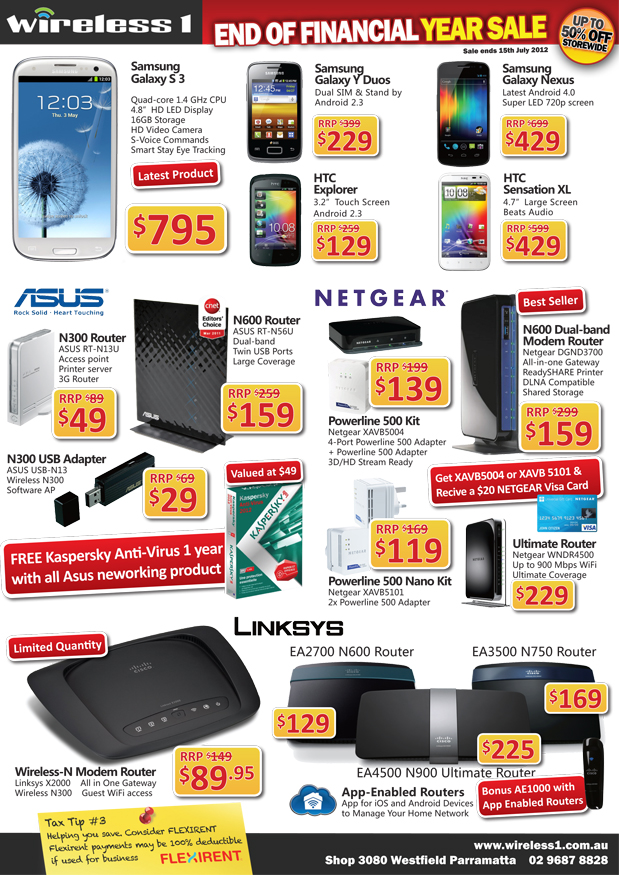 wireless 1
END OF FINANCIAL YEAR SALE
Sale ends 15th July 2012
UP TO
50% OFF
STOREWIDE
Samsung
Galaxy S 3
Quad-core 1.4 GHz CPU
4.8" HD LED Display
16GB Storage
HD Video Camera
S-Voice Commands
Smart Stay Eye Tracking
Latest Product
$795
12:03
Thu. 3 May
Samsung
Galaxy Y Duos
Dual SIM & Stand by
Android 2.3
RRP $399
$229
Samsung
Galaxy Nexus
Latest Android 4.0
Super LED 720p screen
RRP $699
$429
HTC
Explorer
3.2" Touch Screen
Android 2.3
RRP $259
$129
HTC
Sensation XL
4.7" Large Screen
Beats Audio
RRP $599
$429
ASUS
Rock Solid · Heart Touching
N300 Router
ASUS RT-N13U
Access point
Printer server
3G Router
RRP $89
$49
cnet
Editors'
Choice
N600 Router
ASUS RT-N56U
Dual-band
Twin USB Ports
Large Coverage
RRP $259
$159
N300 USB Adapter
ASUS USB-N13
Wireless N300
Software AP
RRP $69
$29
Valued at $49
Kaspersky
KASPERSKY
FREE Kaspersky Anti-Virus 1 year
with all Asus neworking product
NETGEAR
RRP $199
$139
Powerline 500 Kit
Netgear XAVB5004
4-Port Powerline 500 Adapter
+ Powerline 500 Adapter
3D/HD Stream Ready
Best Seller
N600 Dual-band
Modem Router
Netgear DGND3700
All-in-one Gateway
ReadySHARE Printer
DLNA Compatible
Shared Storage
RRP $299
$159
Get XAVB5004 or XAVB 5101 &
Recive a $20 NETGEAR Visa Card
NETGEAR
VISA
RRP $169
$119
Powerline 500 Nano Kit
Netgear XAVB5101
2x Powerline 500 Adapter
Ultimate Router
Netgear WNDR4500
Up to 900 Mbps WiFi
Ultimate Coverage
$229
LINKSYS
Limited Quantity
CISCO
RRP $149
$89.95
Wireless-N Modem Router
Linksys X2000 All in One Gateway
Wireless N300 Guest WiFi access
EA2700 N600 Router
$129
EA3500 N750 Router
$169
$225
EA4500 N900 Ultimate Router
App-Enabled Routers
App for iOS and Android Devices
to Manage Your Home Network
Bonus AE1000 with
App Enabled Routers
Tax Tip #3
Helping you save. Consider FLEXIRENT
Flexirent payments may be 100% deductible
if used for business
FLEXIRENT
www.wireless1.com.au
Shop 3080 Westfield Parramatta 02 9687 8828